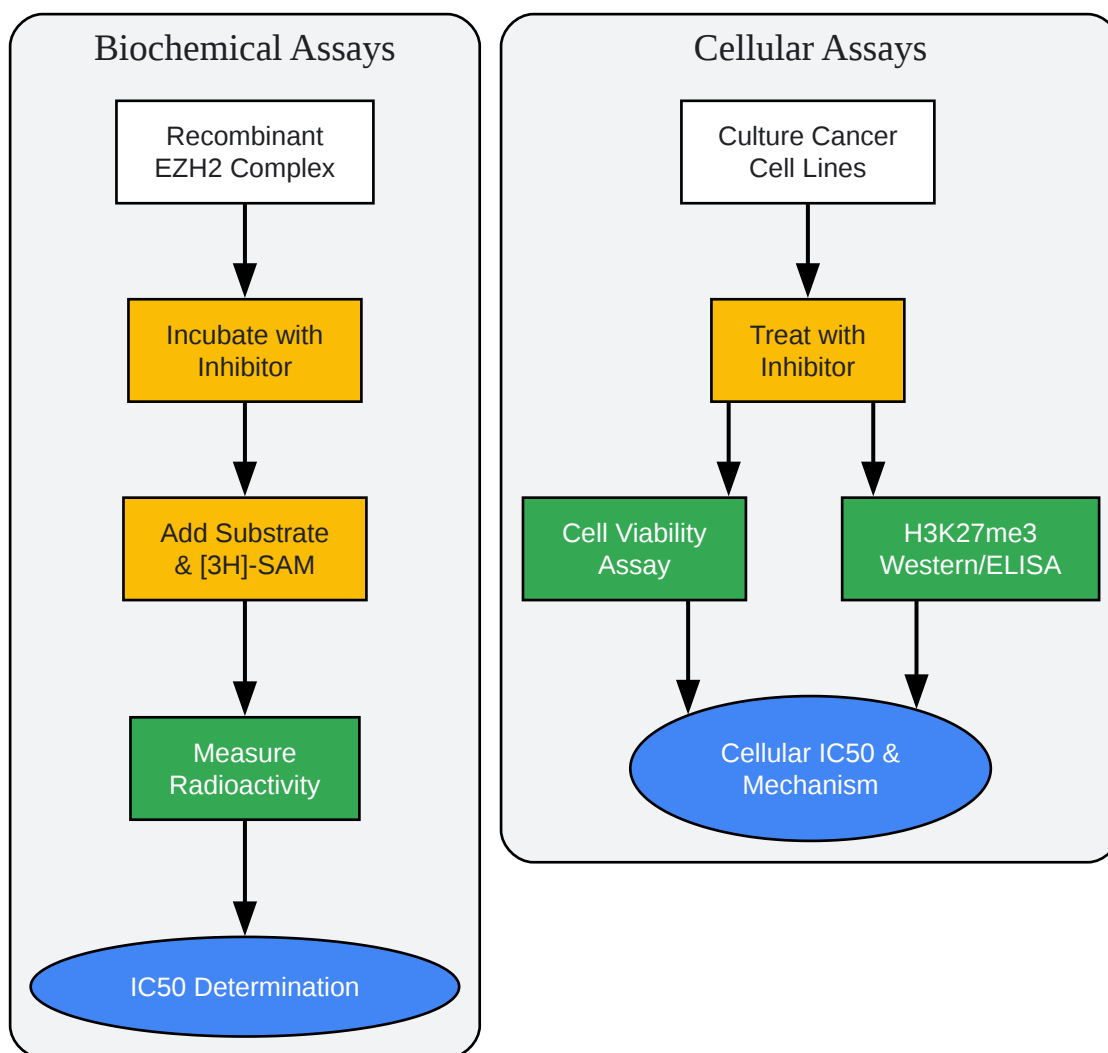 Biochemical Assays
Recombinant
EZH2 Complex
Incubate with
Inhibitor
Add Substrate
& [3H]-SAM
Measure
Radioactivity
IC50 Determination
Cellular Assays
Culture Cancer
Cell Lines
Treat with
Inhibitor
Cell Viability
Assay
H3K27me3
Western/ELISA
Cellular IC50 &
Mechanism